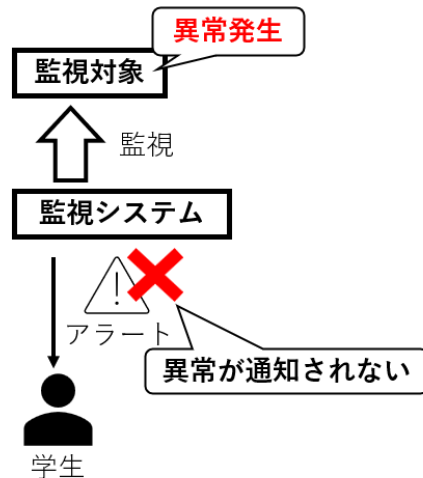 異常発生
監視対象
監視
監視システム
アラート
異常が通知されない
学生